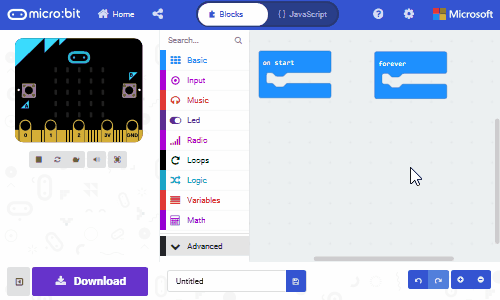 micro:bit
Home
Blocks
{} JavaScript
Microsoft
Search...
Basic
Input
Music
Led
Radio
Loops
Logic
Variables
Math
Advanced
on start
forever
0 1 2 3V GND
A
B
Download
Untitled